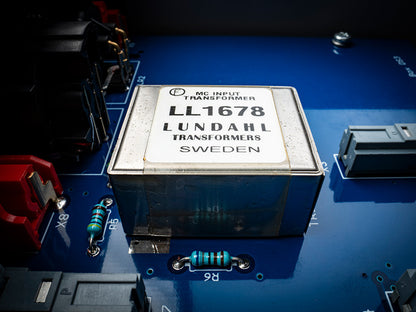 F
MC INPUT
TRANSFORMER
LL1678
LUNDAHL
TRANSFORMERS
SWEDEN
R6